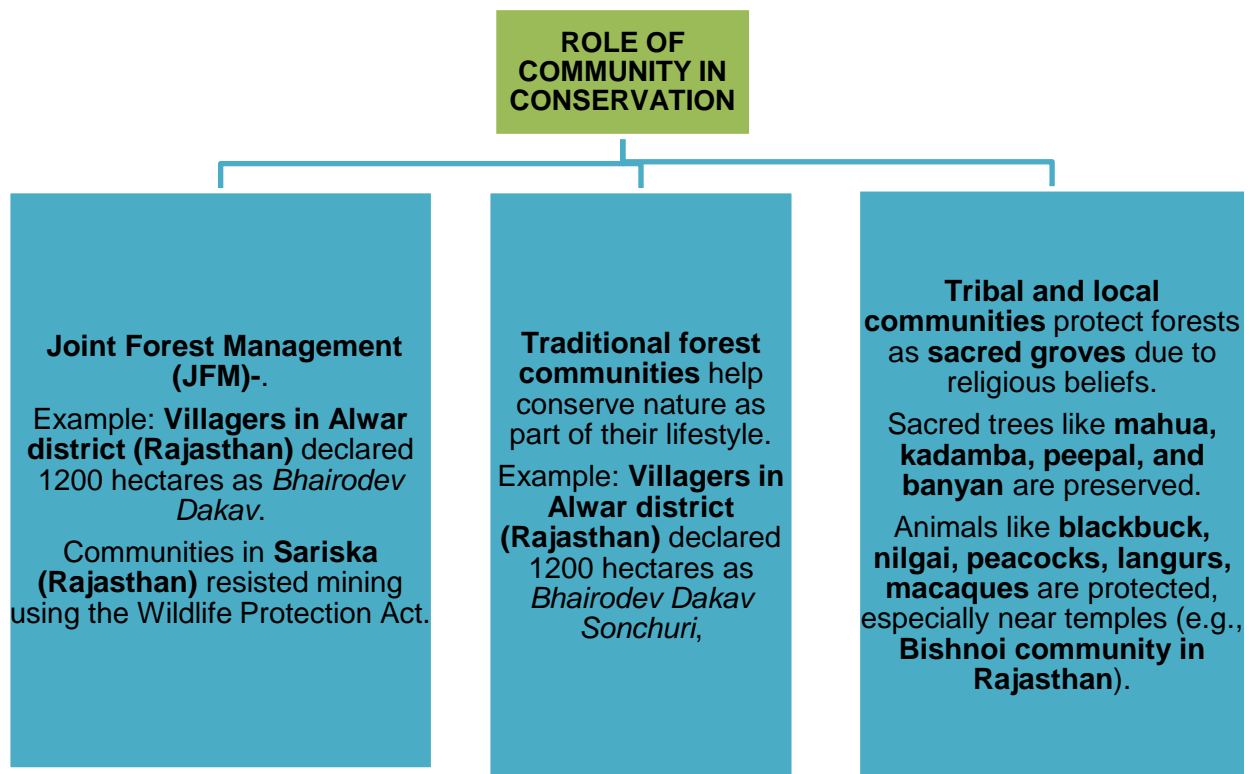 ROLE OF
COMMUNITY IN
CONSERVATION
Joint Forest Management
(JFM)-.
Example: Villagers in Alwar
district (Rajasthan) declared
1200 hectares as Bhairodev
Dakav.
Communities in Sariska
(Rajasthan) resisted mining
using the Wildlife Protection Act.
Traditional forest
communities help
conserve nature as
part of their lifestyle.
Example: Villagers in
Alwar district
(Rajasthan) declared
1200 hectares as
Bhairodev Dakav
Sonchuri,
Tribal and local
communities protect forests
as sacred groves due to
religious beliefs.
Sacred trees like mahua,
kadamba, peepal, and
banyan are preserved.
Animals like blackbuck,
nilgai, peacocks, langurs,
macaques are protected,
especially near temples (e.g.,
Bishnoi community in
Rajasthan).